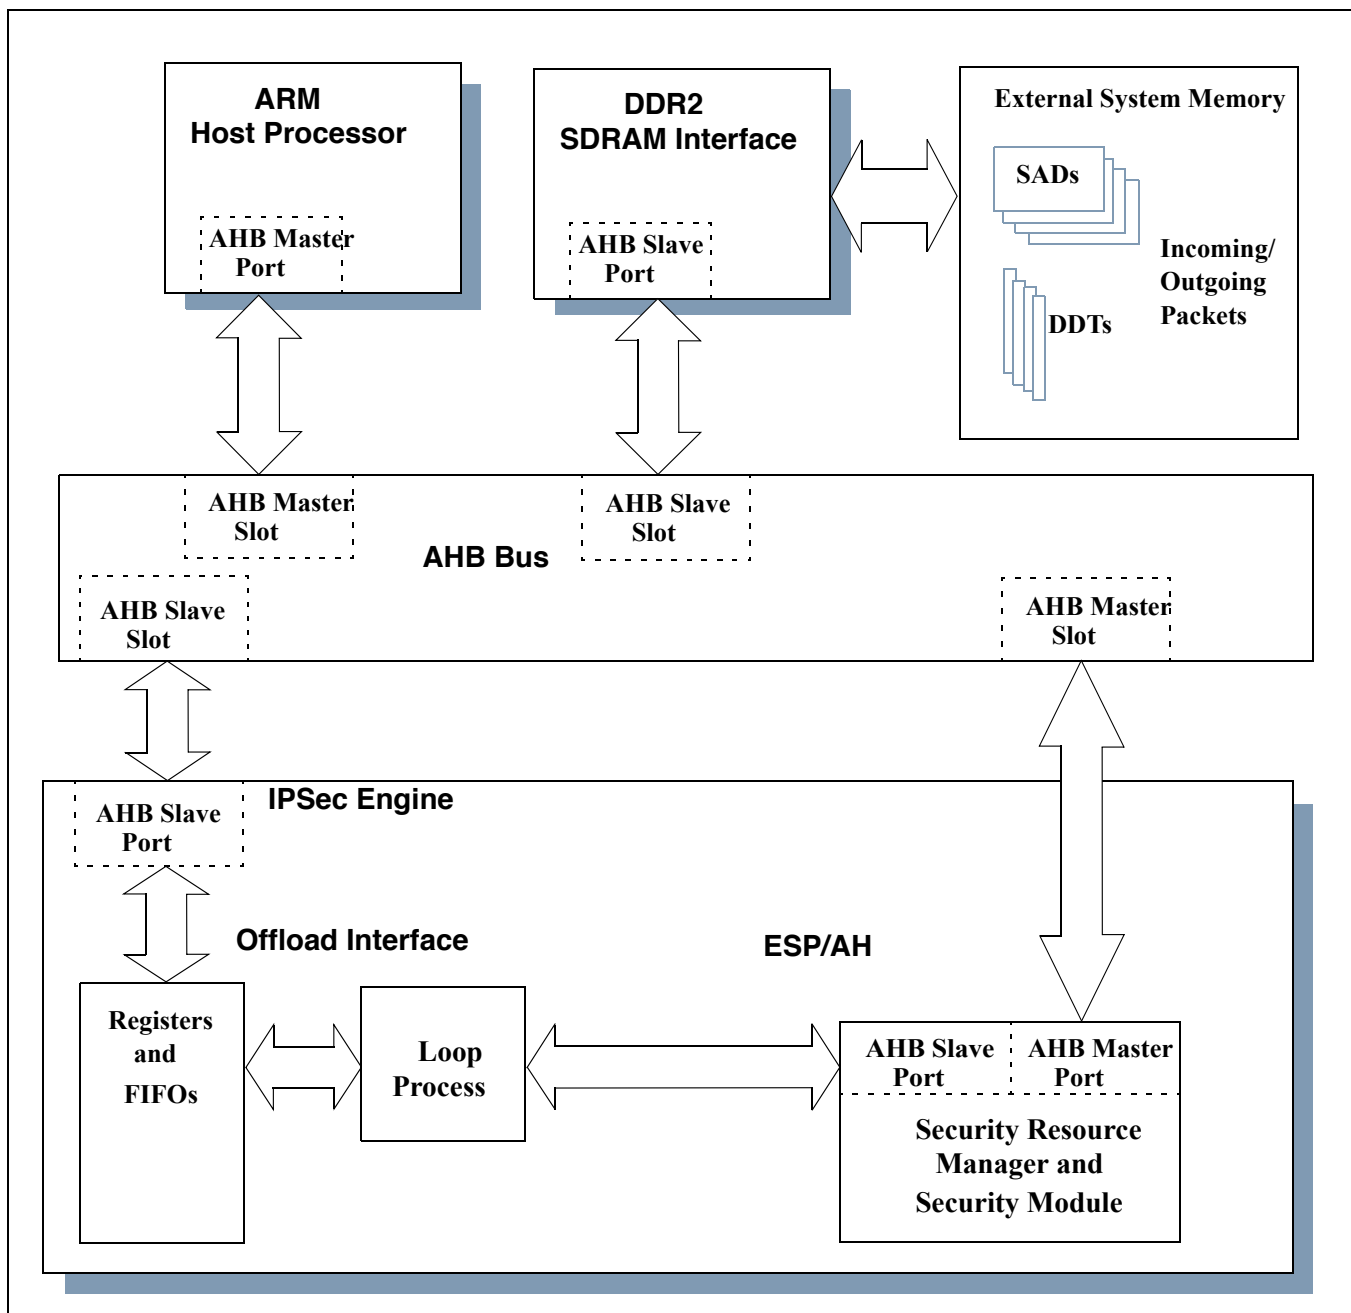 ARM
Host Processor
AHB Master
Port
DDR2
SDRAM Interface
AHB Slave
Port
External System Memory
SADs
Incoming/
Outgoing
Packets
DDTs
AHB Master
Slot
AHB Slave
Slot
AHB Bus
AHB Slave
Slot
AHB Master
Slot
IPSec Engine
AHB Slave
Port
Offload Interface
ESP/AH
Registers
and
FIFOs
Loop
Process
AHB Slave
Port
AHB Master
Port
Security Resource
Manager and
Security Module